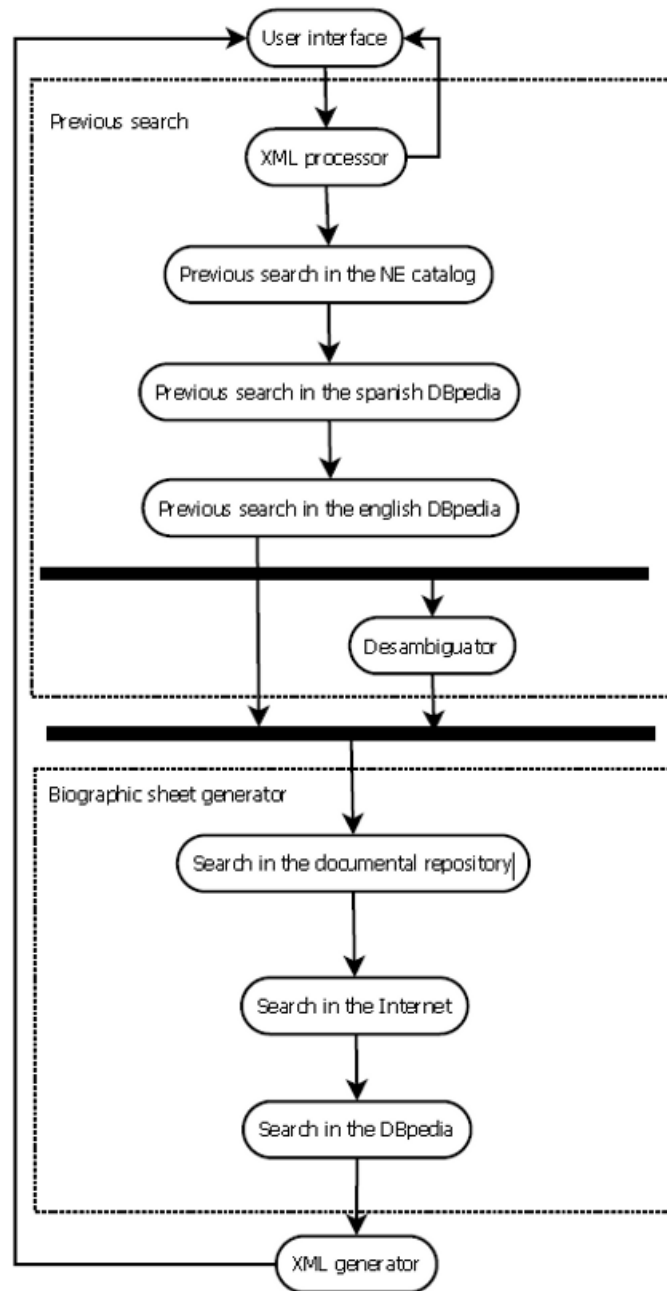 User interface
Previous search
XML processor
Previous search in the NE catalog
Previous search in the spanish DBpedia
Previous search in the english DBpedia
Desambiguator
Biographic sheet generator
Search in the documental repository
Search in the Internet
Search in the DBpedia
XML generator